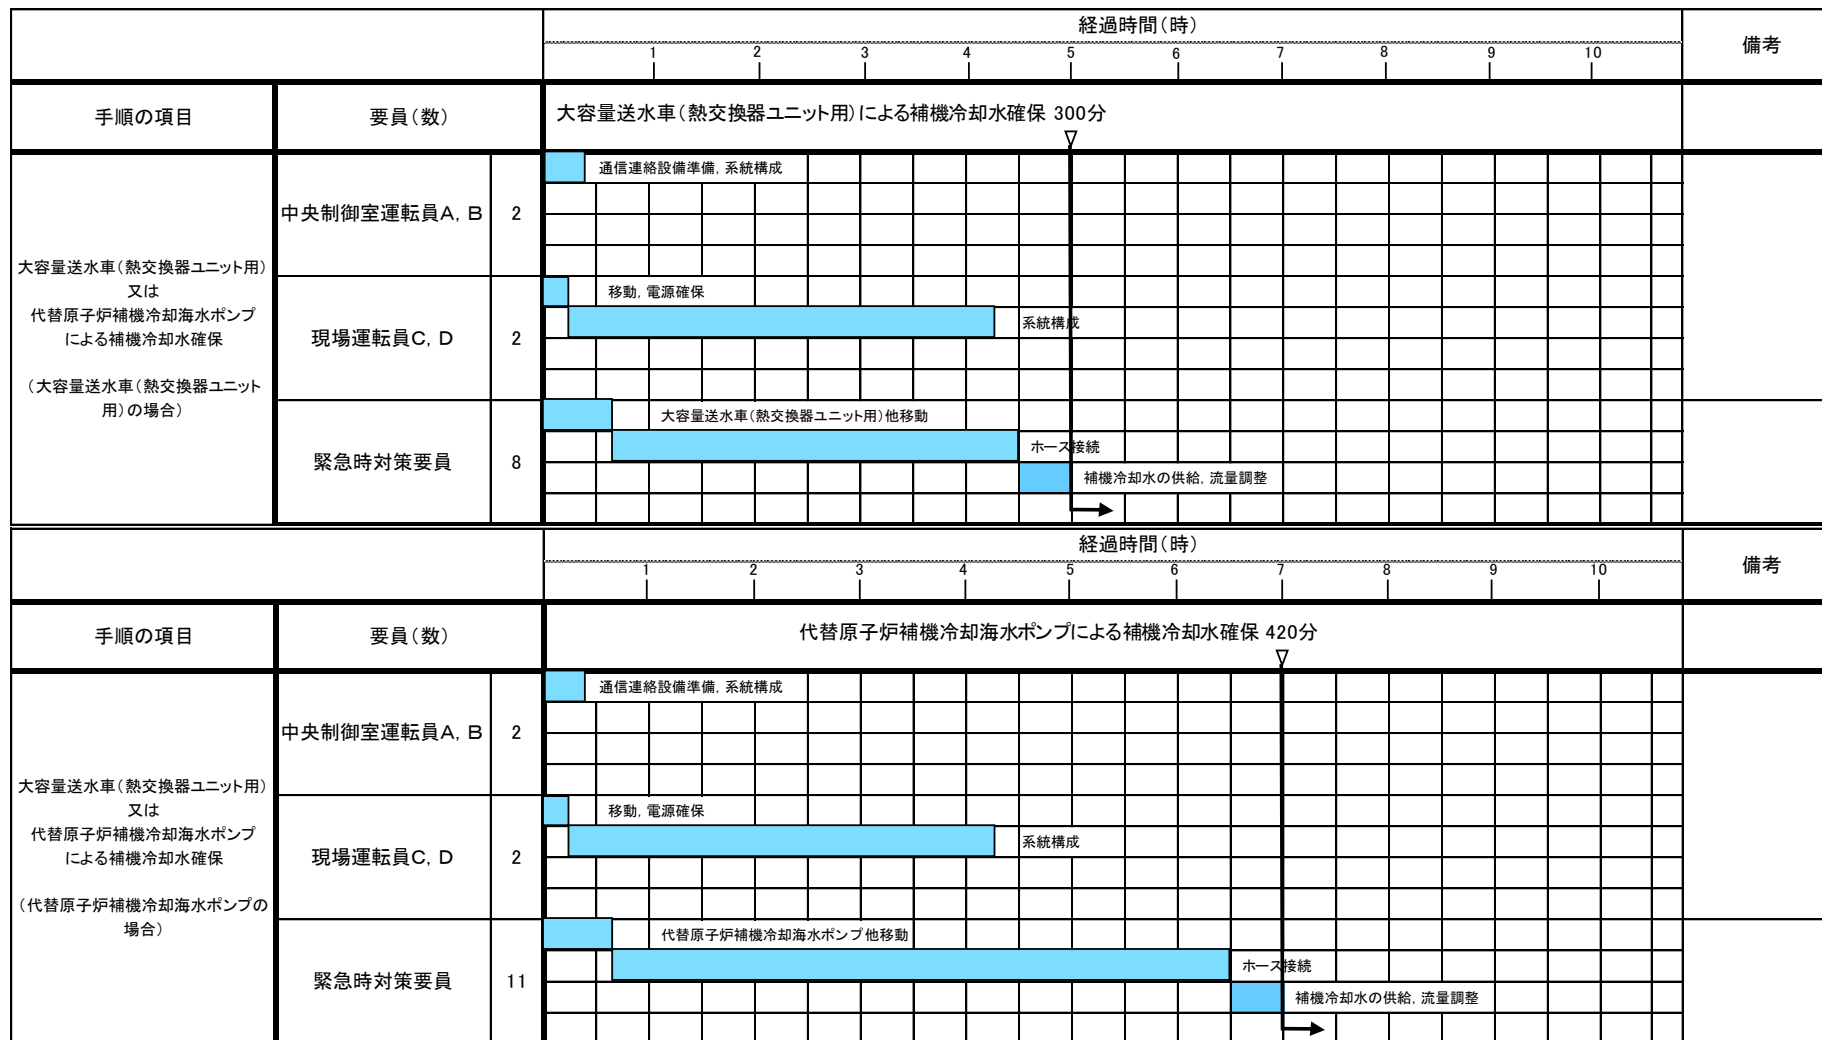 経過時間(時)
備考
1 2 3 4 5 6 7 8 9 10
手順の項目
要員(数)
大容量送水車(熱交換器ユニット用)による補機冷却水確保 300分
大容量送水車(熱交換器ユニット用)
又は
代替原子炉補機冷却海水ポンプ
による補機冷却水確保
(大容量送水車(熱交換器ユニット
用)の場合)
中央制御室運転員A, B
2
通信連絡設備準備, 系統構成
現場運転員C, D
2
移動, 電源確保
系統構成
緊急時対策要員
8
大容量送水車(熱交換器ユニット用)他移動
ホース接続
補機冷却水の供給, 流量調整
経過時間(時)
備考
1 2 3 4 5 6 7 8 9 10
手順の項目
要員(数)
代替原子炉補機冷却海水ポンプによる補機冷却水確保 420分
大容量送水車(熱交換器ユニット用)
又は
代替原子炉補機冷却海水ポンプ
による補機冷却水確保
(代替原子炉補機冷却海水ポンプの
場合)
中央制御室運転員A, B
2
通信連絡設備準備, 系統構成
現場運転員C, D
2
移動, 電源確保
系統構成
緊急時対策要員
11
代替原子炉補機冷却海水ポンプ他移動
ホース接続
補機冷却水の供給, 流量調整